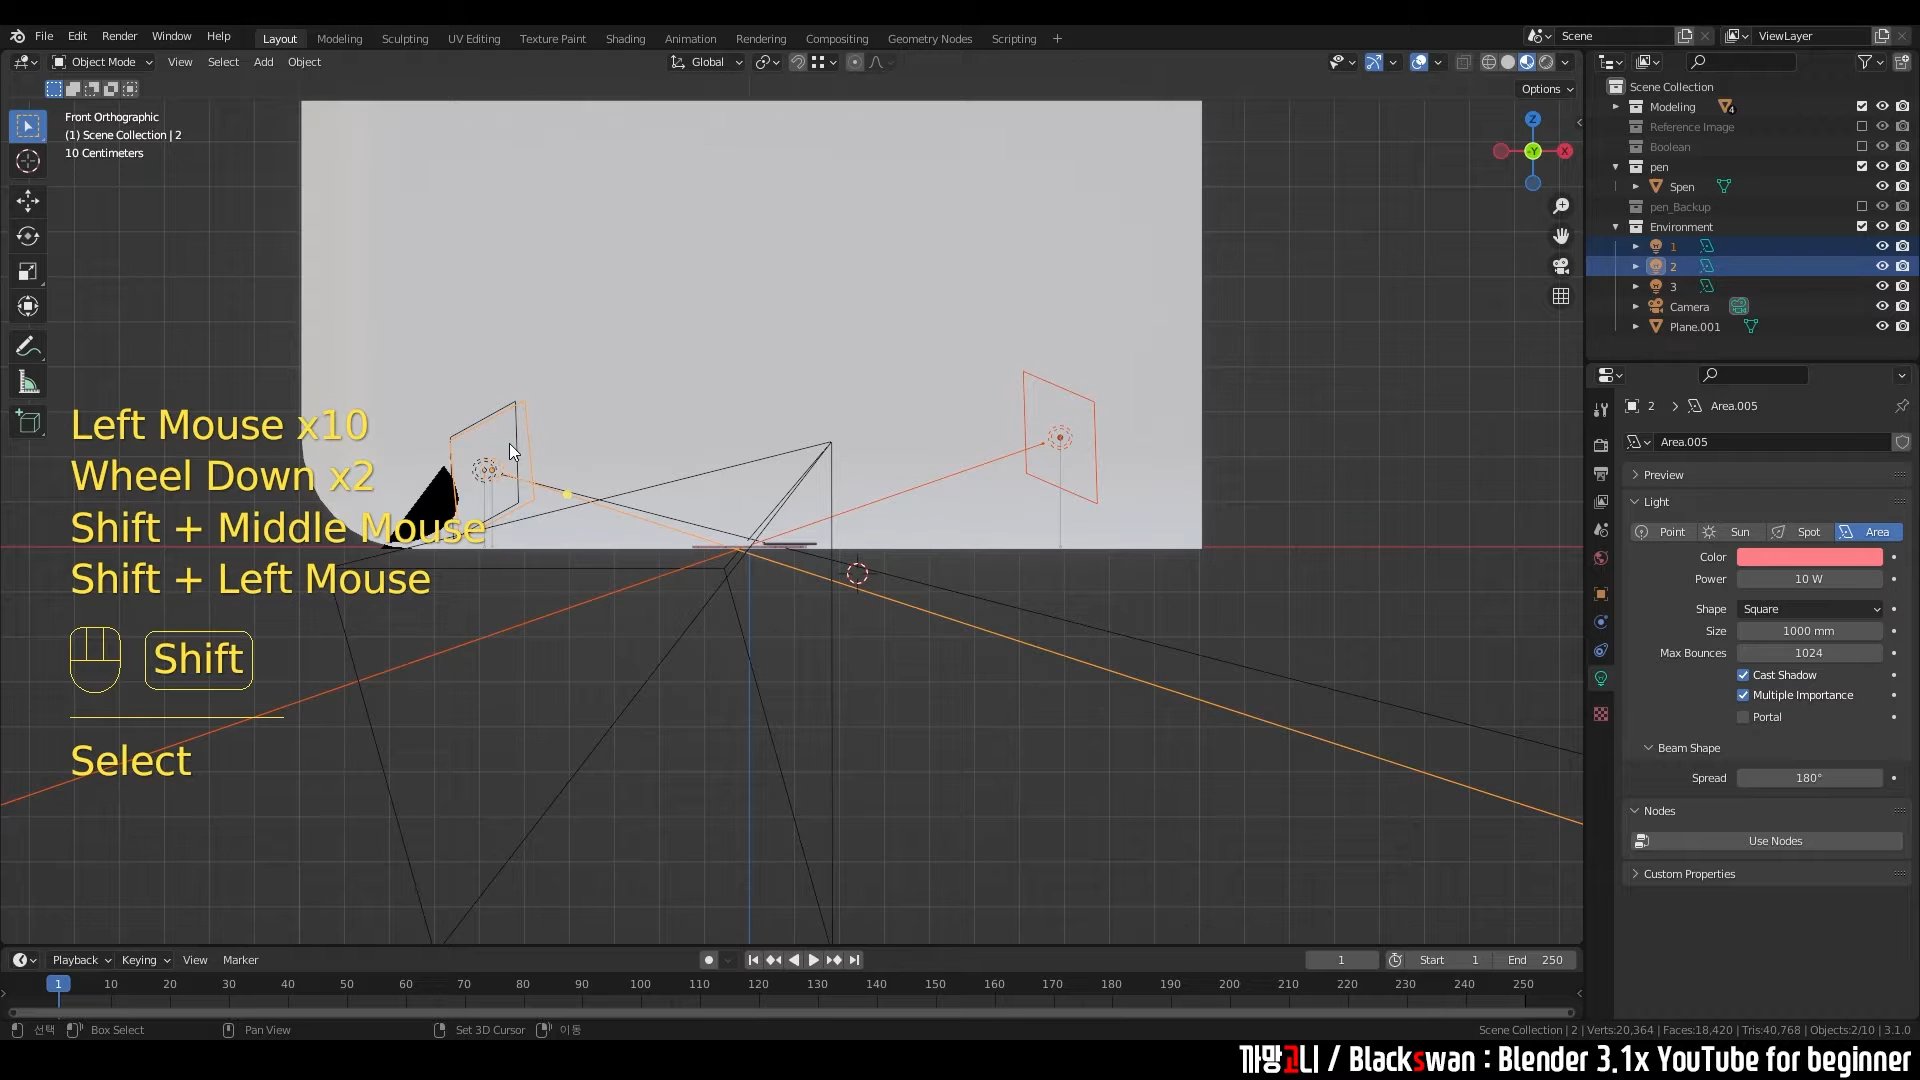 File Edit Render Window Help
Layout Modeling Sculpting UV Editing Texture Paint Shading Animation Rendering Compositing Geometry Nodes Scripting +
Scene
ViewLayer
Object Mode View Select Add Object
Global
Options
Front Orthographic
(1) Scene Collection | 2
10 Centimeters
Z
-Y
X
Left Mouse x10
Wheel Down x2
Shift + Middle Mouse
Shift + Left Mouse
Shift
Select
Scene Collection
Modeling 4
Reference Image
Boolean
pen
Spen
pen_Backup
Environment
1
2
3
Camera
Plane.001
2 > Area.005
Area.005
Preview
Light
Point Sun Spot Area
Color
Power 10 W
Shape Square
Size 1000 mm
Max Bounces 1024
Cast Shadow
Multiple Importance
Portal
Beam Shape
Spread 180°
Nodes
Use Nodes
Custom Properties
Playback Keying View Marker
1 Start 1 End 250
1 10 20 30 40 50 60 70 80 90 100 110 120 130 140 150 160 170 180 190 200 210 220 230 240 250
선택 Box Select Pan View Set 3D Cursor 이동
Scene Collection | 2 | Verts:20,364 | Faces:18,420 | Tris:40,768 | Objects:2/10 | 3.1.0
까망고니 / Blackswan : Blender 3.1x YouTube for beginner